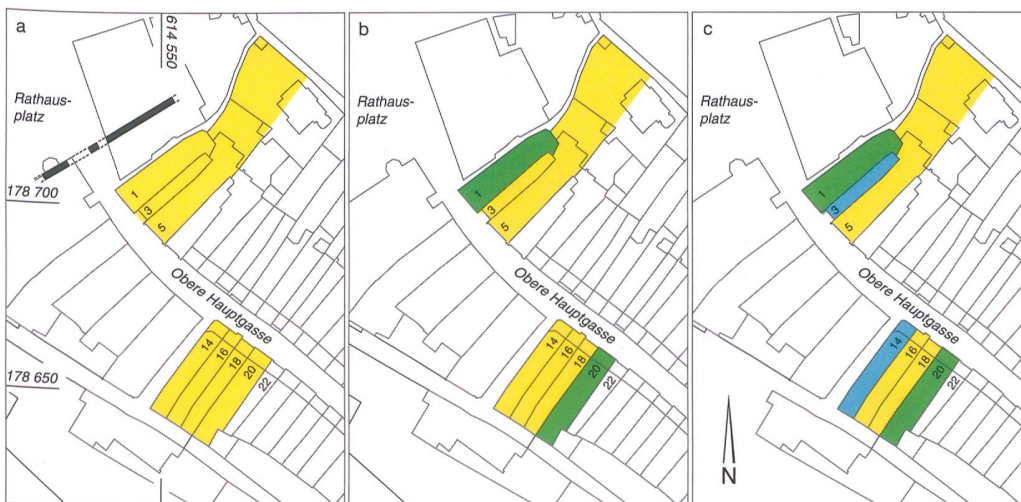 a
614 550
Rathaus-
platz
178 700
1
3
5
Obere Hauptgasse
14
16
18
20
22
178 650
b
Rathaus-
platz
1
3
5
Obere Hauptgasse
14
16
18
20
22
c
Rathaus-
platz
1
3
5
Obere Hauptgasse
14
16
18
20
22
N